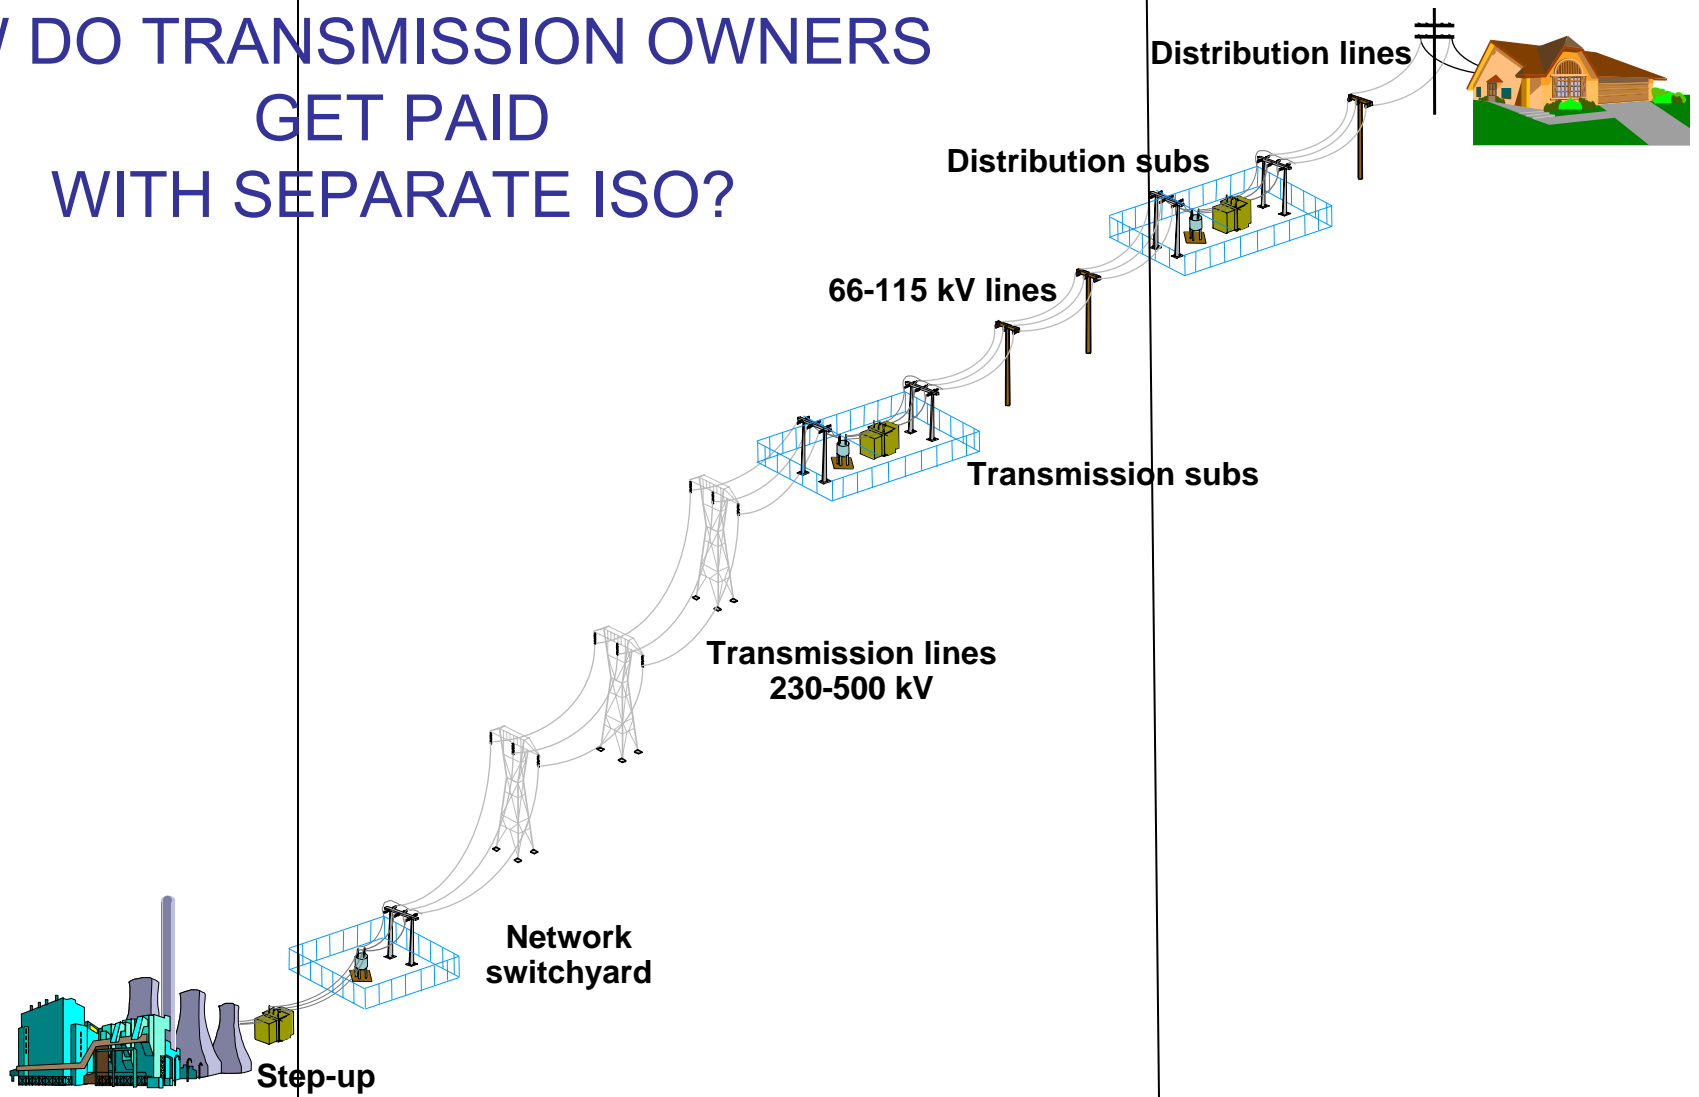 W DO TRANSMISSION OWNERS
GET PAID
WITH SEPARATE ISO?
Distribution lines
Distribution subs
66-115 kV lines
Transmission subs
Transmission lines
230-500 kV
Network
switchyard
Step-up